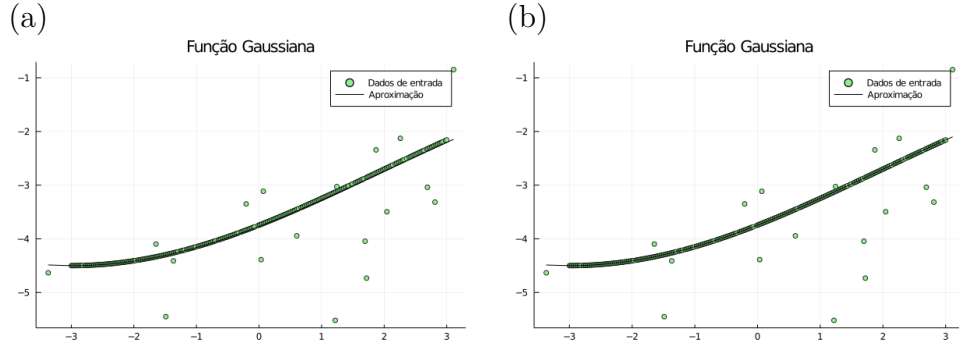 (a)
Função Gaussiana
Dados de entrada
Aproximação
−1
−2
−3
−4
−5
−3 −2 −1 0 1 2 3
(b)
Função Gaussiana
Dados de entrada
Aproximação
−1
−2
−3
−4
−5
−3 −2 −1 0 1 2 3